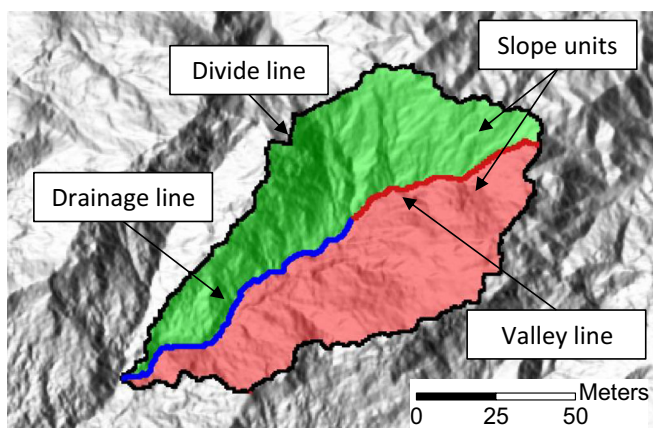 Slope units
Divide line
Drainage line
Valley line
Meters
0 25 50